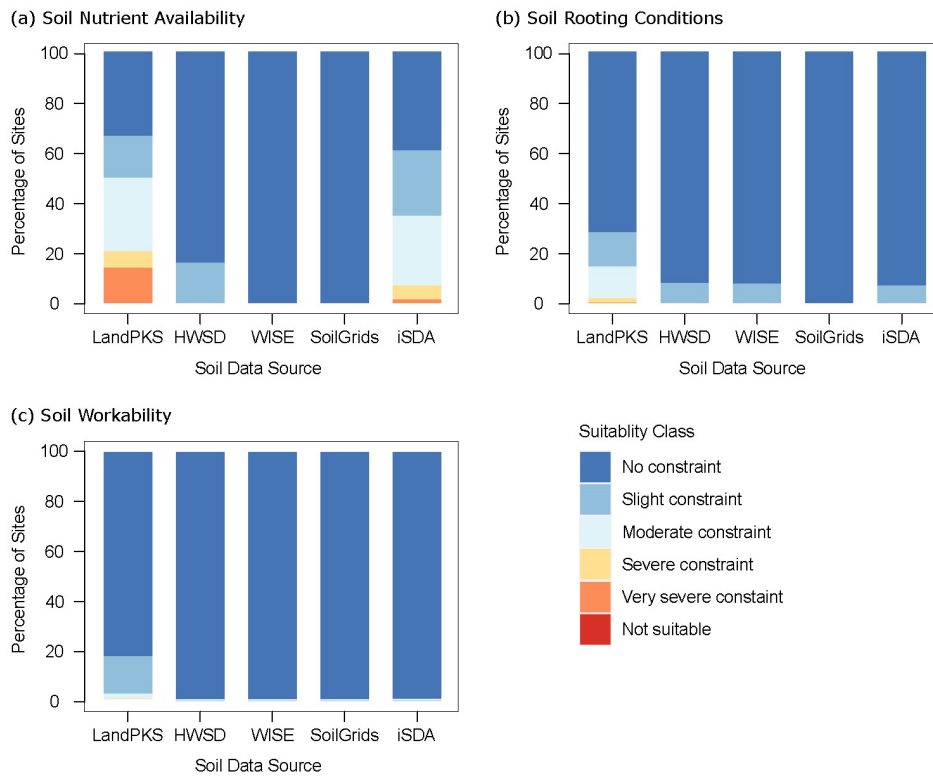 (a) Soil Nutrient Availability
Percentage of Sites
100
80
60
40
20
0
LandPKS HWSD WISE SoilGrids iSDA
Soil Data Source
(b) Soil Rooting Conditions
Percentage of Sites
100
80
60
40
20
0
LandPKS HWSD WISE SoilGrids iSDA
Soil Data Source
(c) Soil Workability
Percentage of Sites
100
80
60
40
20
0
LandPKS HWSD WISE SoilGrids iSDA
Soil Data Source
Suitablity Class
No constraint
Slight constraint
Moderate constraint
Severe constraint
Very severe constaint
Not suitable